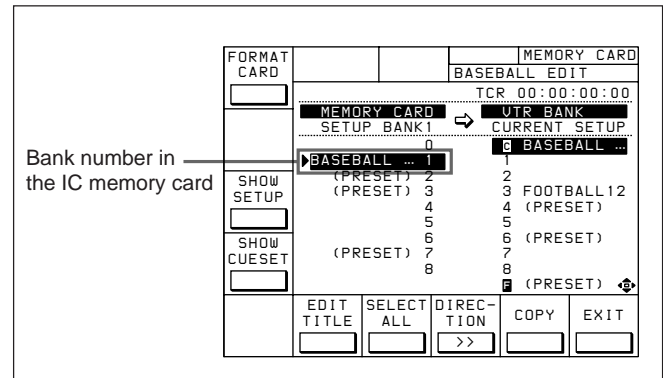 MEMORY CARD
FORMAT
CARD
BASEBALL EDIT
TCR 00:00:00:00
MEMORY CARD
SETUP BANK1
VTR BANK
CURRENT SETUP
0 C BASEBALL ...
BASEBALL ... 1 1
(PRESET) 2 2
(PRESET) 3 3 FOOTBALL12
4 4 (PRESET)
5 5
6 6 (PRESET)
(PRESET) 7 7
8 8
F (PRESET)
Bank number in
the IC memory card
SHOW
SETUP
SHOW
CUESET
EDIT
TITLE
SELECT
ALL
DIREC-
TION
>>
COPY
EXIT